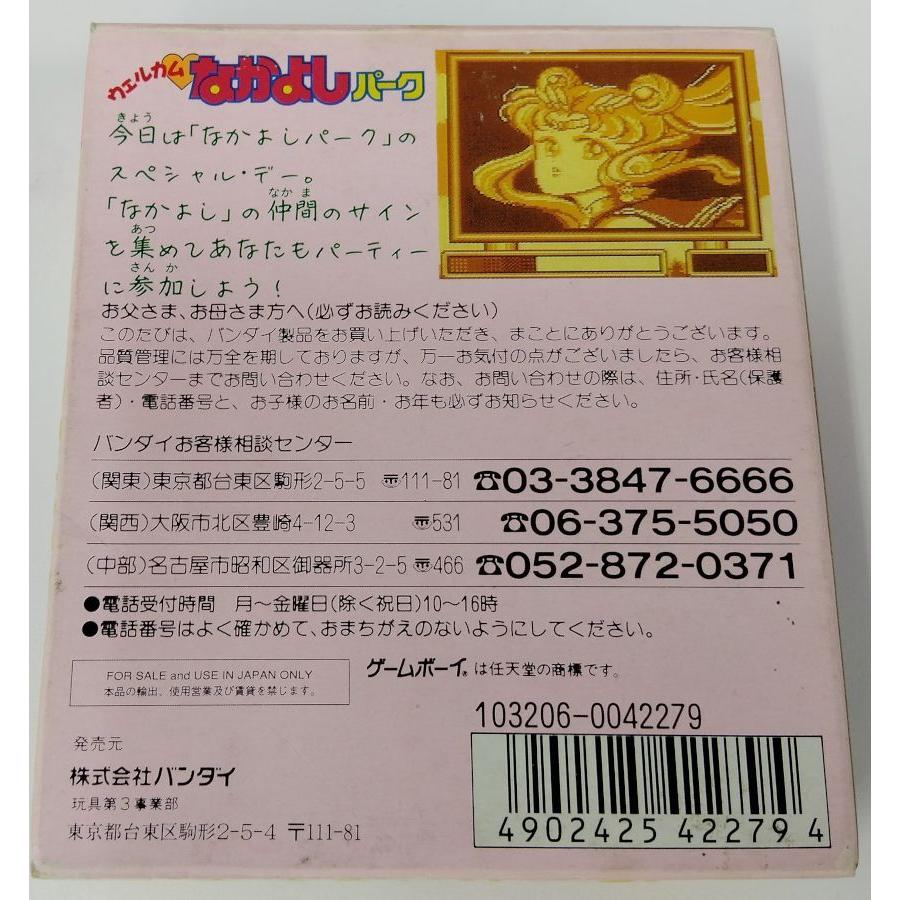 ウェルカム なかよしパーク
きょう
今日は「なかよしパーク」の
スペシャル・デー。
なかま
「なかよし」の仲間のサイン
あつ
を集めてあなたもパーティー
さんか
に参加しよう!
お父さま、お母さま方へ(必ずお読みください)
このたびは、バンダイ製品をお買い上げいただき、まことにありがとうございます。
品質管理には万全を期しておりますが、万一お気付の点がございましたら、お客様相
談センターまでお問い合わせください。なお、お問い合わせの際は、住所・氏名(保護
者)・電話番号と、お子様のお名前・お年も必ずお知らせください。
バンダイお客様相談センター
(関東)東京都台東区駒形2-5-5 〠111-81 ☎03-3847-6666
(関西)大阪市北区豊崎4-12-3 〠531 ☎06-375-5050
(中部)名古屋市昭和区御器所3-2-5 〠466 ☎052-872-0371
●電話受付時間 月~金曜日(除く祝日)10~16時
●電話番号はよく確かめて、おまちがえのないようにしてください。
FOR SALE and USE IN JAPAN ONLY
本品の輸出、使用営業及び賃貸を禁じます。
ゲームボーイ®は任天堂の商標です。
103206-0042279
発売元
株式会社バンダイ
玩具第3事業部
東京都台東区駒形2-5-4 〒111-81
4902425 422794